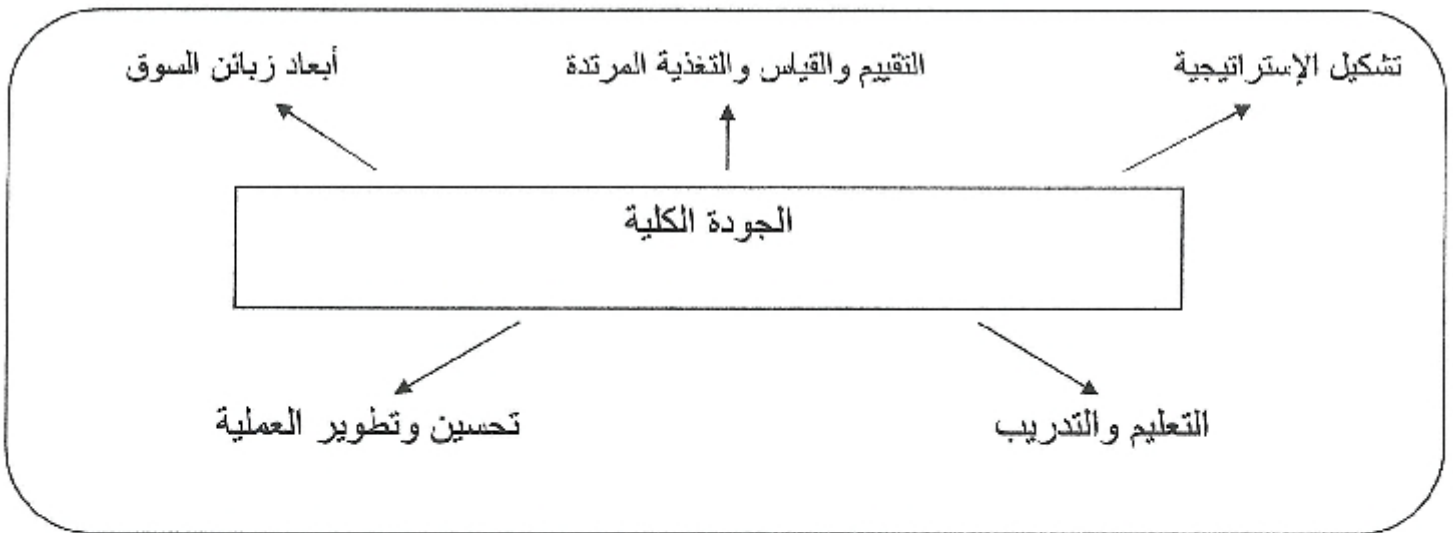 تشكيل الإستراتيجية
التقييم والقياس والتغذية المرتدة
أبعاد زبائن السوق
الجودة الكلية
التعليم والتدريب
تحسين وتطوير العملية